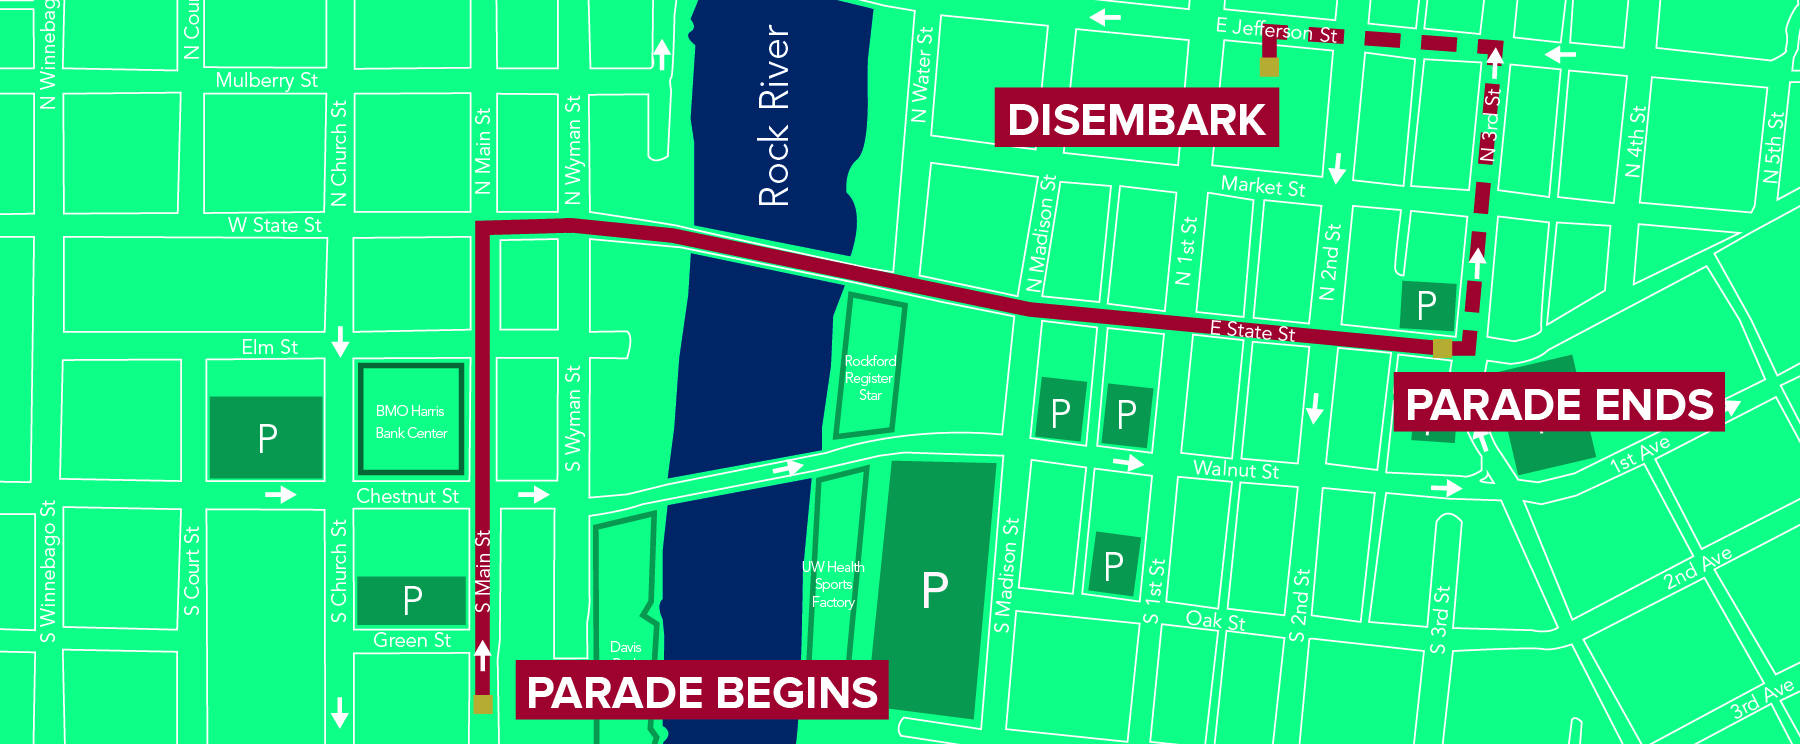 N Winnebago
N Cou
Mulberry St
N Church St
N Main St
N Wyman St
Rock River
N Water St
E Jefferson St
DISEMBARK
N 3rd St
N 4th St
N 5th St
Market St
N Madison St
N 1st St
N 2nd St
W State St
E State St
P
Elm St
PARADE ENDS
Rockford
Register
Star
BMO Harris
Bank Center
P
P
P
S Wyman St
1st Ave
Walnut St
Chestnut St
S Winnebago St
S Court St
S Church St
S Main St
P
UW Health
Sports
Factory
P
S Madison St
P
S 1st St
S 2nd St
S 3rd St
2nd Ave
Oak St
Green St
Davis
PARADE BEGINS
3rd Ave